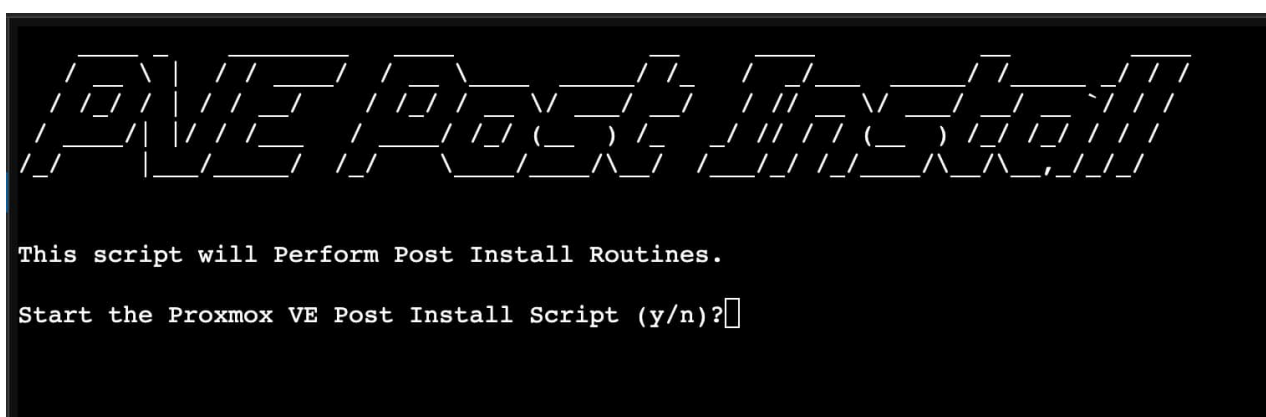 PVE Post Install
This script will Perform Post Install Routines.
Start the Proxmox VE Post Install Script (y/n)?